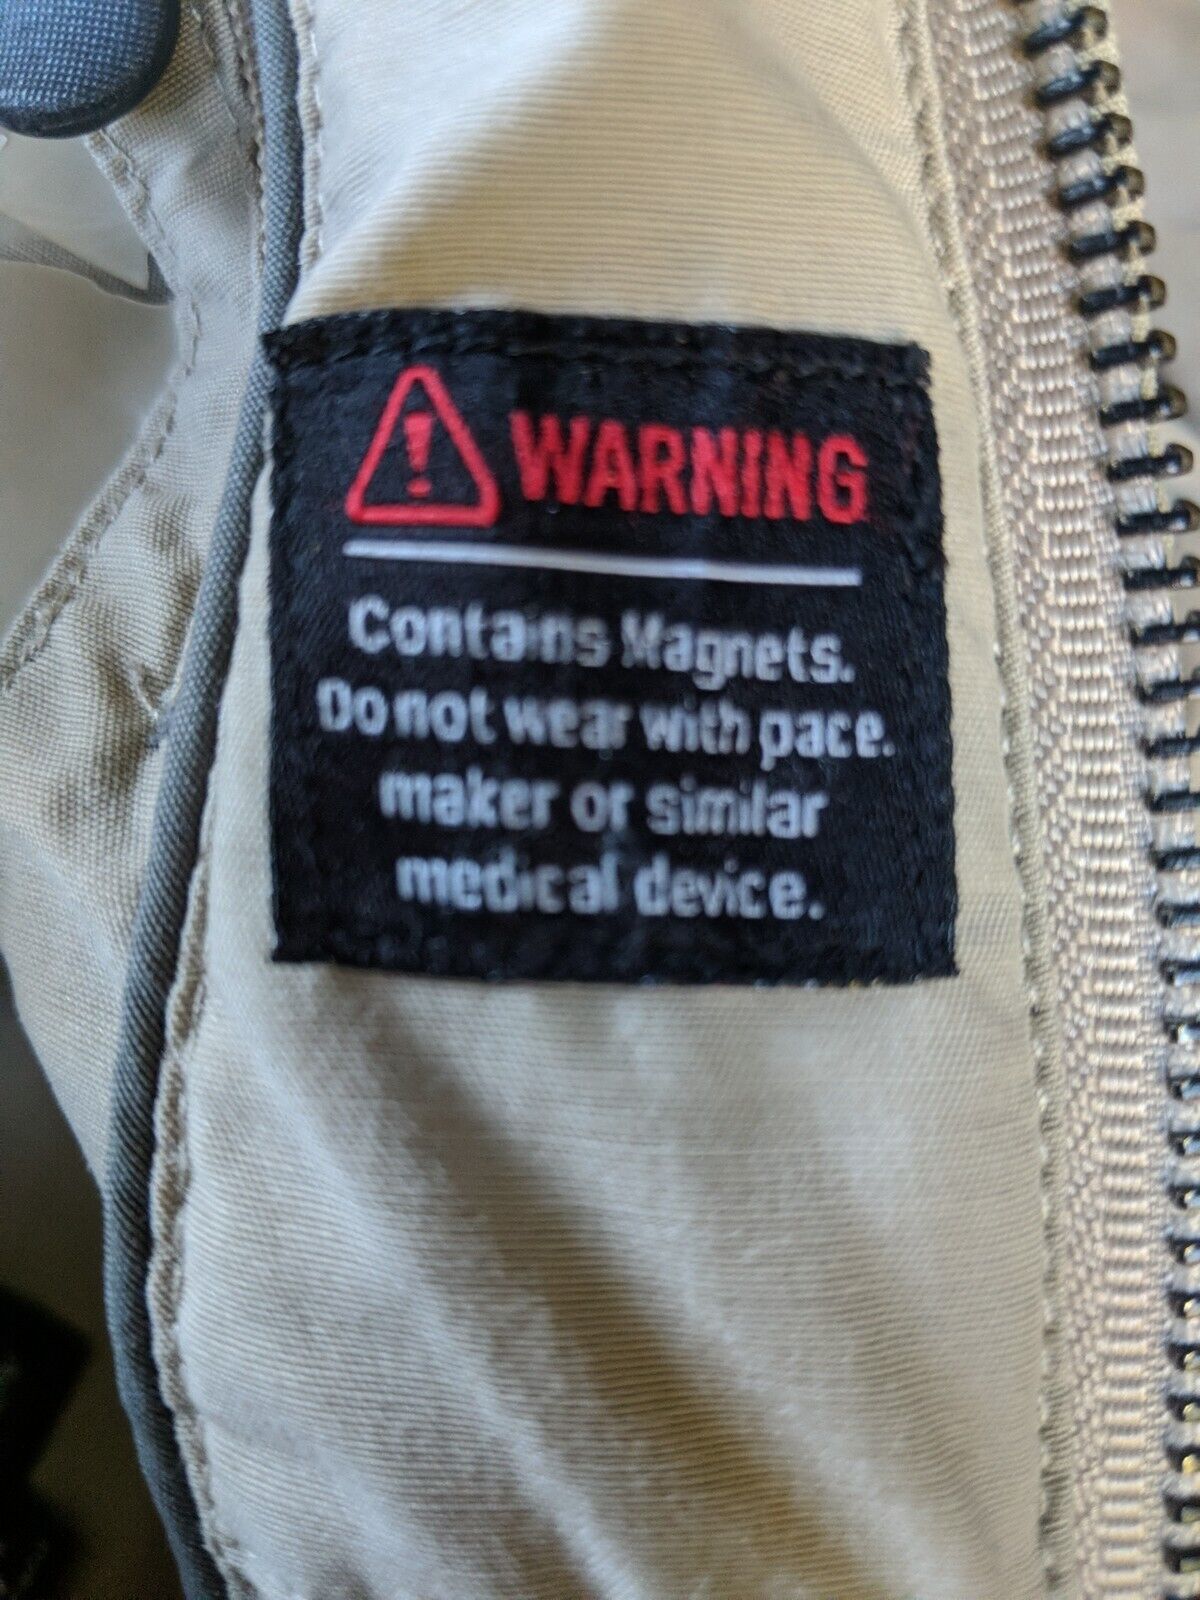 WARNING
Contains Magnets.
Do not wear with pace.
maker or similar
medical device.